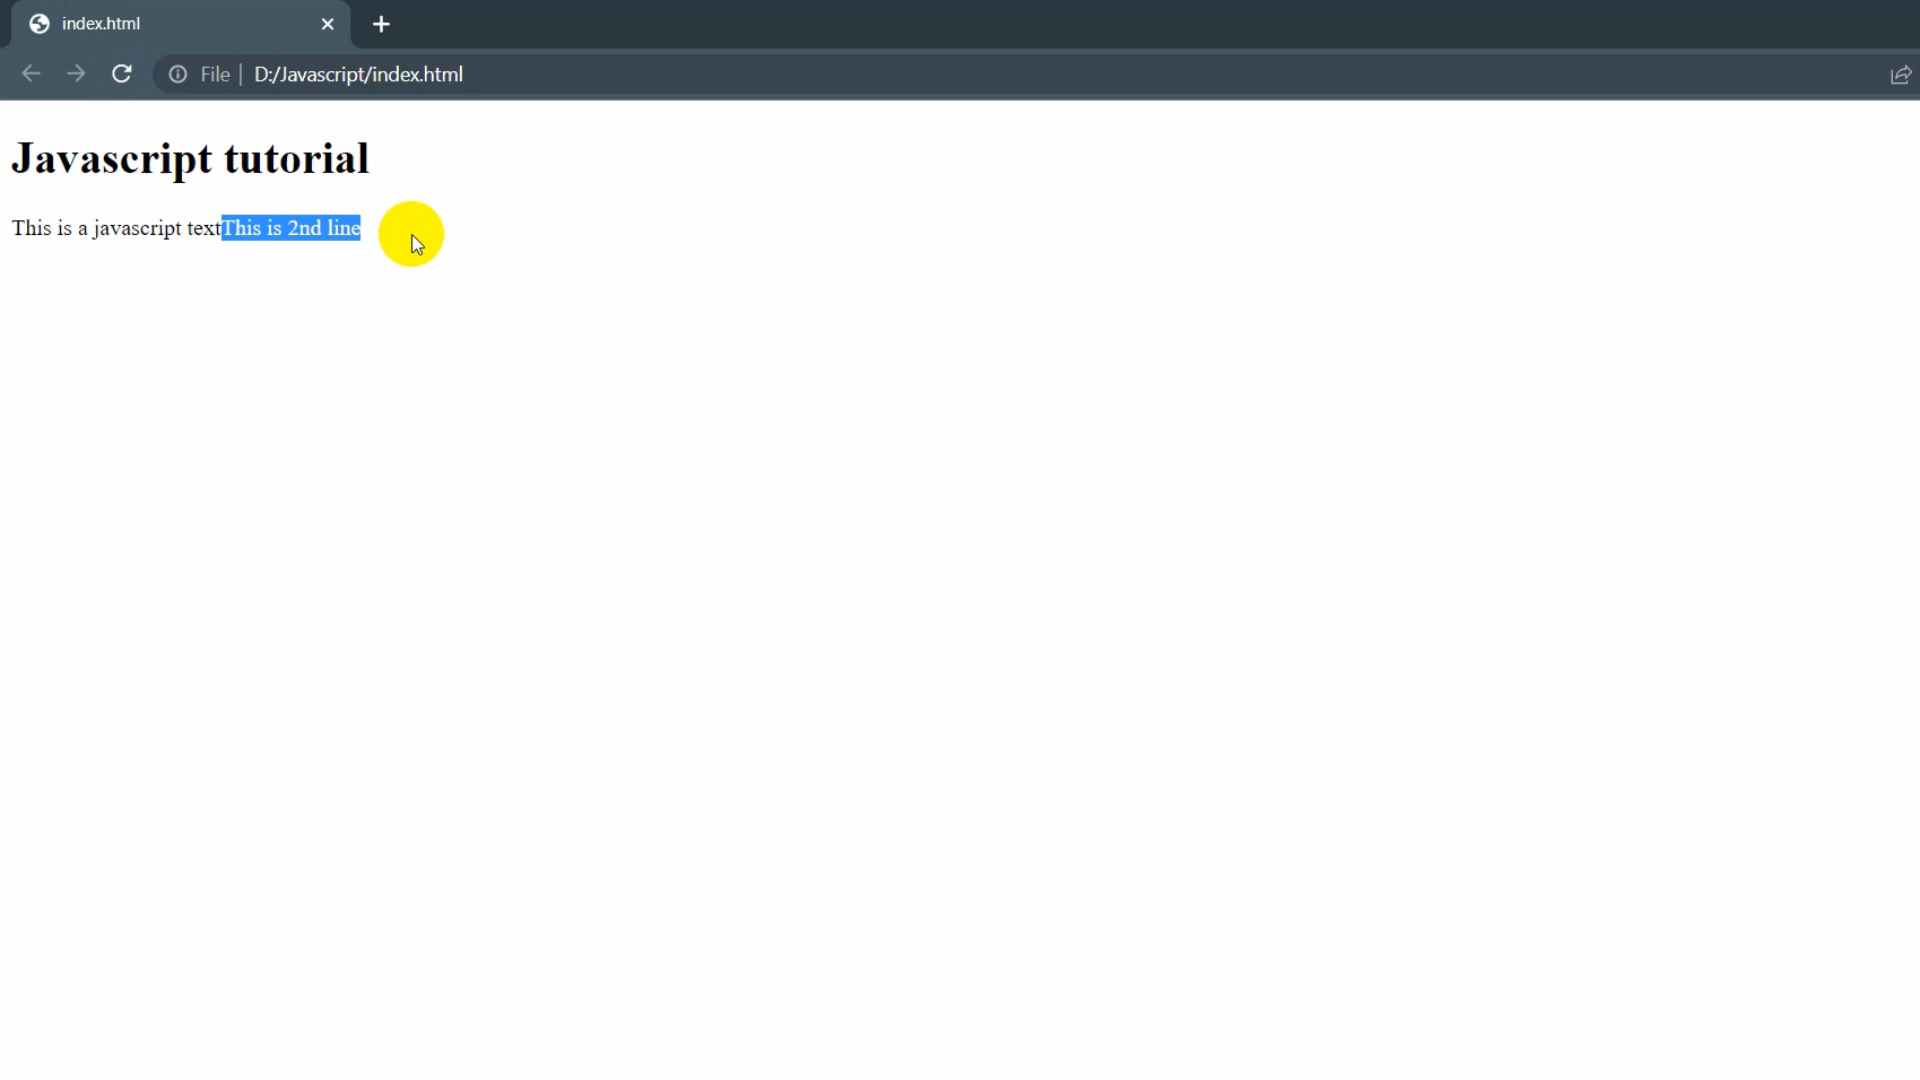 index.html
File | D:/Javascript/index.html
Javascript tutorial
This is a javascript textThis is 2nd line